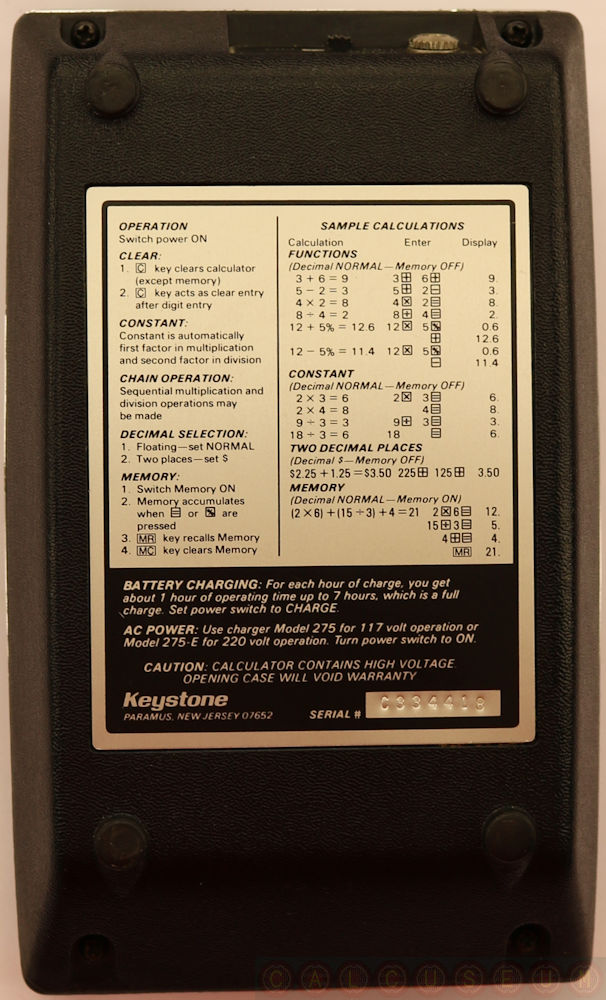 OPERATION
Switch power ON
CLEAR:
1. [C] key clears calculator
(except memory)
2. [C] key acts as clear entry
after digit entry
CONSTANT:
Constant is automatically
first factor in multiplication
and second factor in division
CHAIN OPERATION:
Sequential multiplication and
division operations may
be made
DECIMAL SELECTION:
1. Floating—set NORMAL
2. Two places—set $
MEMORY:
1. Switch Memory ON
2. Memory accumulates
when ⊟ or [%] are
pressed
3. [MR] key recalls Memory
4. [MC] key clears Memory
SAMPLE CALCULATIONS
Calculation Enter Display
FUNCTIONS
(Decimal NORMAL—Memory OFF)
3 + 6 = 9 3⊞ 6⊞ 9.
5 − 2 = 3 5⊞ 2⊟ 3.
4 × 2 = 8 4⊠ 2⊟ 8.
8 ÷ 4 = 2 8⊞ 4⊟ 2.
12 + 5% = 12.6 12⊠ 5[%] 0.6
⊞ 12.6
12 − 5% = 11.4 12⊠ 5[%] 0.6
⊟ 11.4
CONSTANT
(Decimal NORMAL—Memory OFF)
2 × 3 = 6 2⊠ 3⊟ 6.
2 × 4 = 8 4⊟ 8.
9 ÷ 3 = 3 9⊞ 3⊟ 3.
18 ÷ 3 = 6 18 ⊟ 6.
TWO DECIMAL PLACES
(Decimal $—Memory OFF)
$2.25 + 1.25 = $3.50 225⊞ 125⊞ 3.50
MEMORY
(Decimal NORMAL—Memory ON)
(2 × 6) + (15 ÷ 3) + 4 = 21 2⊠6⊟ 12.
15⊞3⊟ 5.
4⊞⊟ 4.
[MR] 21.
BATTERY CHARGING: For each hour of charge, you get
about 1 hour of operating time up to 7 hours, which is a full
charge. Set power switch to CHARGE.
AC POWER: Use charger Model 275 for 117 volt operation or
Model 275-E for 220 volt operation. Turn power switch to ON.
CAUTION: CALCULATOR CONTAINS HIGH VOLTAGE
OPENING CASE WILL VOID WARRANTY
Keystone
PARAMUS, NEW JERSEY 07652
SERIAL # C334418
CALCUSEUM